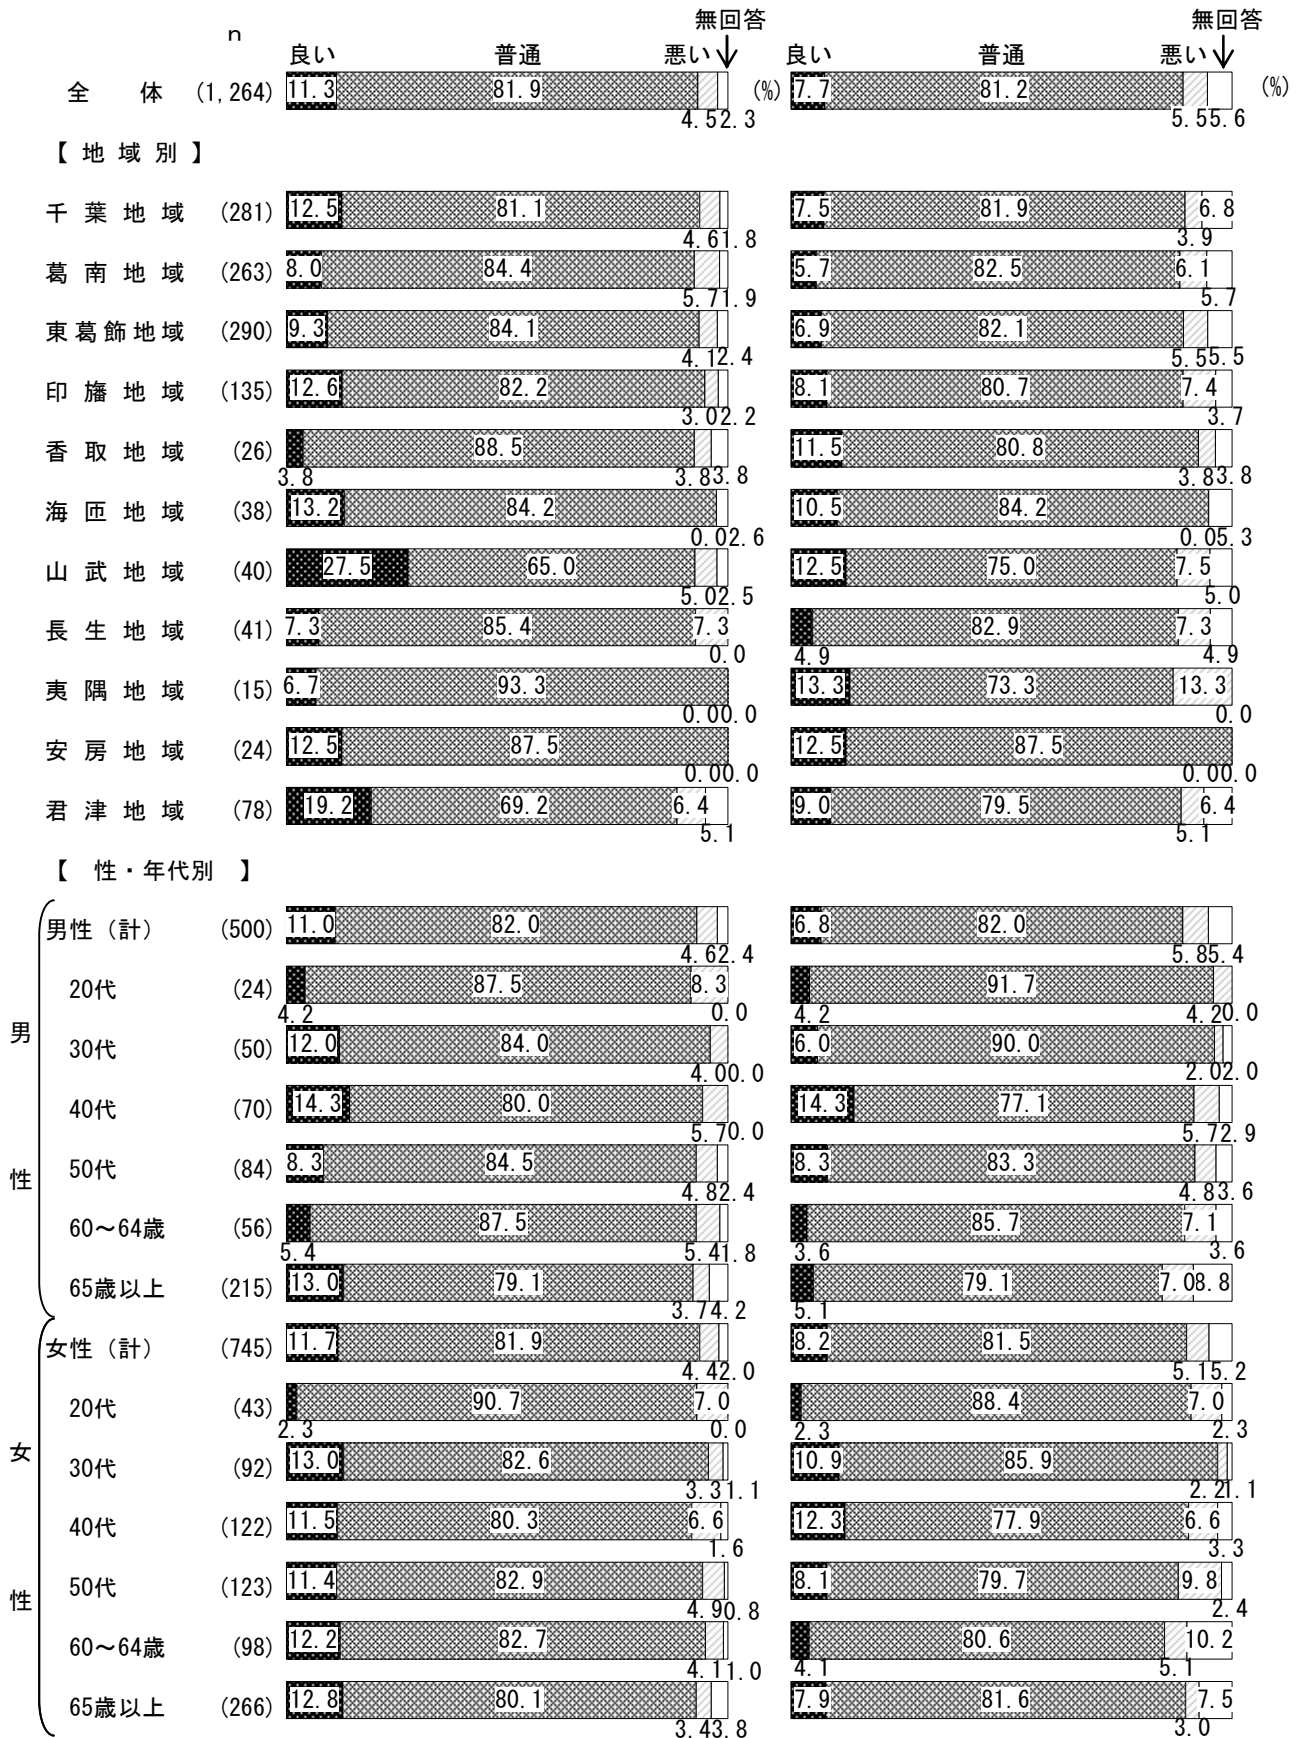 無回答 無回答
n 良い 普通 悪い 良い 普通 悪い
全 体 (1,264) 11.3 81.9 4.5 2.3 (%) 7.7 81.2 5.5 5.6 (%)
【 地 域 別 】
千 葉 地 域 (281) 12.5 81.1 4.6 1.8 7.5 81.9 3.9 6.8
葛 南 地 域 (263) 8.0 84.4 5.7 1.9 5.7 82.5 6.1 5.7
東葛飾地域 (290) 9.3 84.1 4.1 2.4 6.9 82.1 5.5 5.5
印 旛 地 域 (135) 12.6 82.2 3.0 2.2 8.1 80.7 7.4 3.7
香 取 地 域 (26) 3.8 88.5 3.8 3.8 11.5 80.8 3.8 3.8
海 匝 地 域 (38) 13.2 84.2 0.0 2.6 10.5 84.2 0.0 5.3
山 武 地 域 (40) 27.5 65.0 5.0 2.5 12.5 75.0 7.5 5.0
長 生 地 域 (41) 7.3 85.4 7.3 0.0 4.9 82.9 7.3 4.9
夷 隅 地 域 (15) 6.7 93.3 0.0 0.0 13.3 73.3 13.3 0.0
安 房 地 域 (24) 12.5 87.5 0.0 0.0 12.5 87.5 0.0 0.0
君 津 地 域 (78) 19.2 69.2 6.4 5.1 9.0 79.5 5.1 6.4
【 性・年代別 】
男性（計） (500) 11.0 82.0 4.6 2.4 6.8 82.0 5.8 5.4
20代 (24) 4.2 87.5 8.3 0.0 4.2 91.7 4.2 0.0
男
30代 (50) 12.0 84.0 4.0 0.0 6.0 90.0 2.0 2.0
40代 (70) 14.3 80.0 5.7 0.0 14.3 77.1 5.7 2.9
性
50代 (84) 8.3 84.5 4.8 2.4 8.3 83.3 4.8 3.6
60～64歳 (56) 5.4 87.5 5.4 1.8 3.6 85.7 7.1 3.6
65歳以上 (215) 13.0 79.1 3.7 4.2 5.1 79.1 7.0 8.8
女性（計） (745) 11.7 81.9 4.4 2.0 8.2 81.5 5.1 5.2
20代 (43) 2.3 90.7 7.0 0.0 2.3 88.4 7.0 2.3
女
30代 (92) 13.0 82.6 3.3 1.1 10.9 85.9 2.2 1.1
40代 (122) 11.5 80.3 6.6 1.6 12.3 77.9 6.6 3.3
性
50代 (123) 11.4 82.9 4.9 0.8 8.1 79.7 9.8 2.4
60～64歳 (98) 12.2 82.7 4.1 1.0 4.1 80.6 5.1 10.2
65歳以上 (266) 12.8 80.1 3.4 3.8 7.9 81.6 3.0 7.5